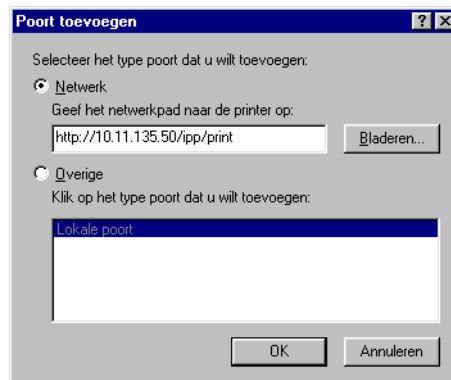 Poort toevoegen
Selecteer het type poort dat u wilt toevoegen:
Netwerk
Geef het netwerkpad naar de printer op:
http://10.11.135.50/ipp/print
Bladeren...
Overige
Klik op het type poort dat u wilt toevoegen:
Lokale poort
OK
Annuleren